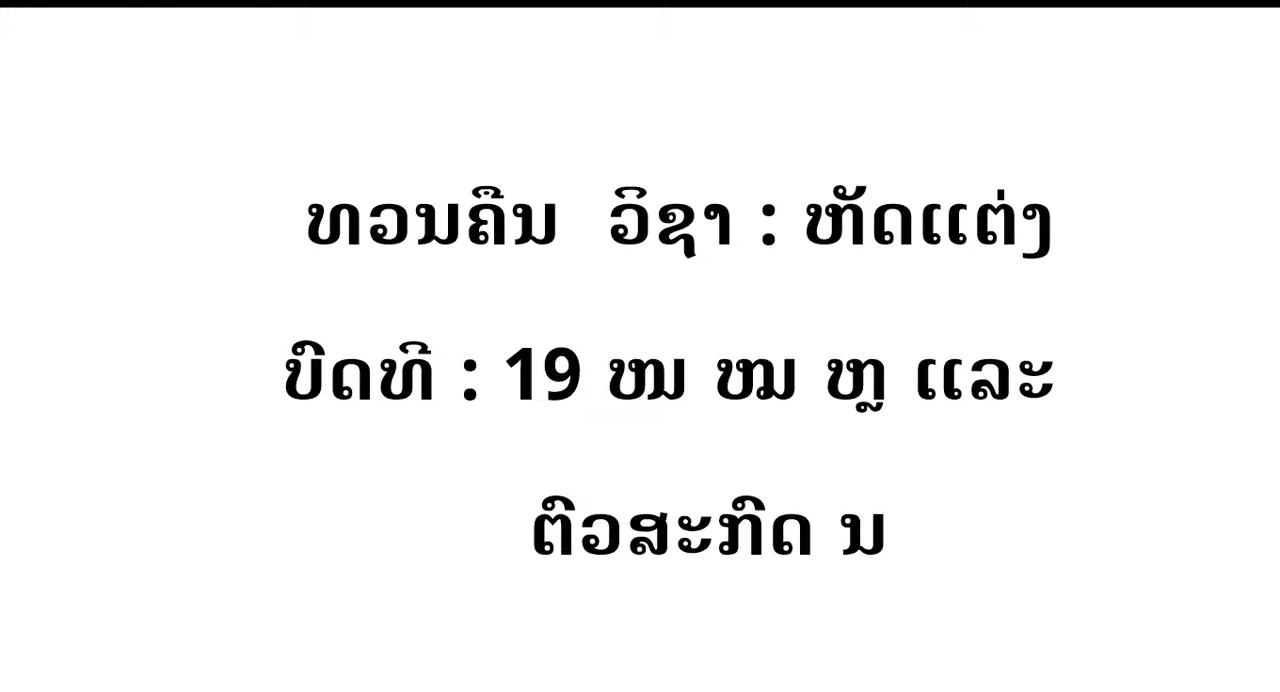 ທວນຄືນ ວິຊາ : ຫັດແຕ່ງ
ບົດທີ : 19 ໜ ໝ ຫຼ ແລະ
ຕົວສະກົດ ນ